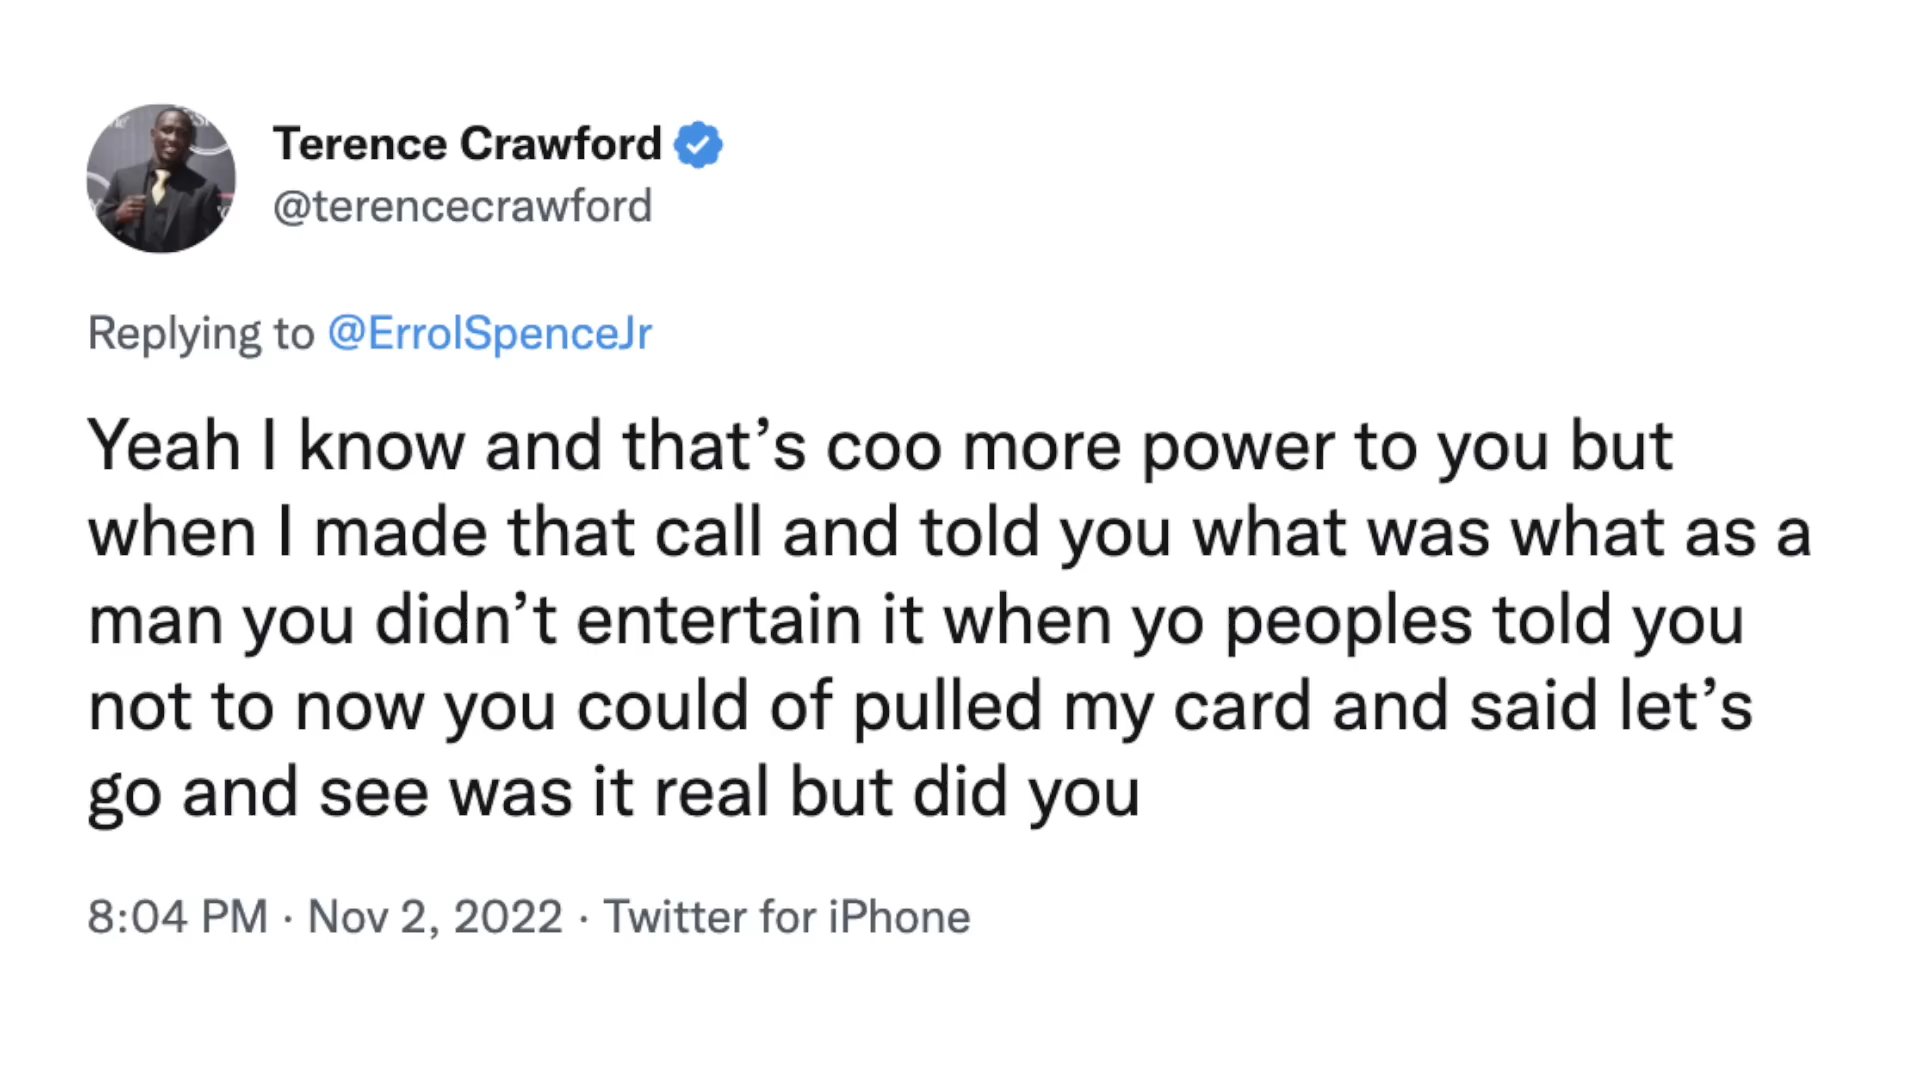 Terence Crawford
@terencecrawford
Replying to @ErrolSpenceJr
Yeah I know and that’s coo more power to you but
when I made that call and told you what was what as a
man you didn’t entertain it when yo peoples told you
not to now you could of pulled my card and said let’s
go and see was it real but did you
8:04 PM · Nov 2, 2022 · Twitter for iPhone